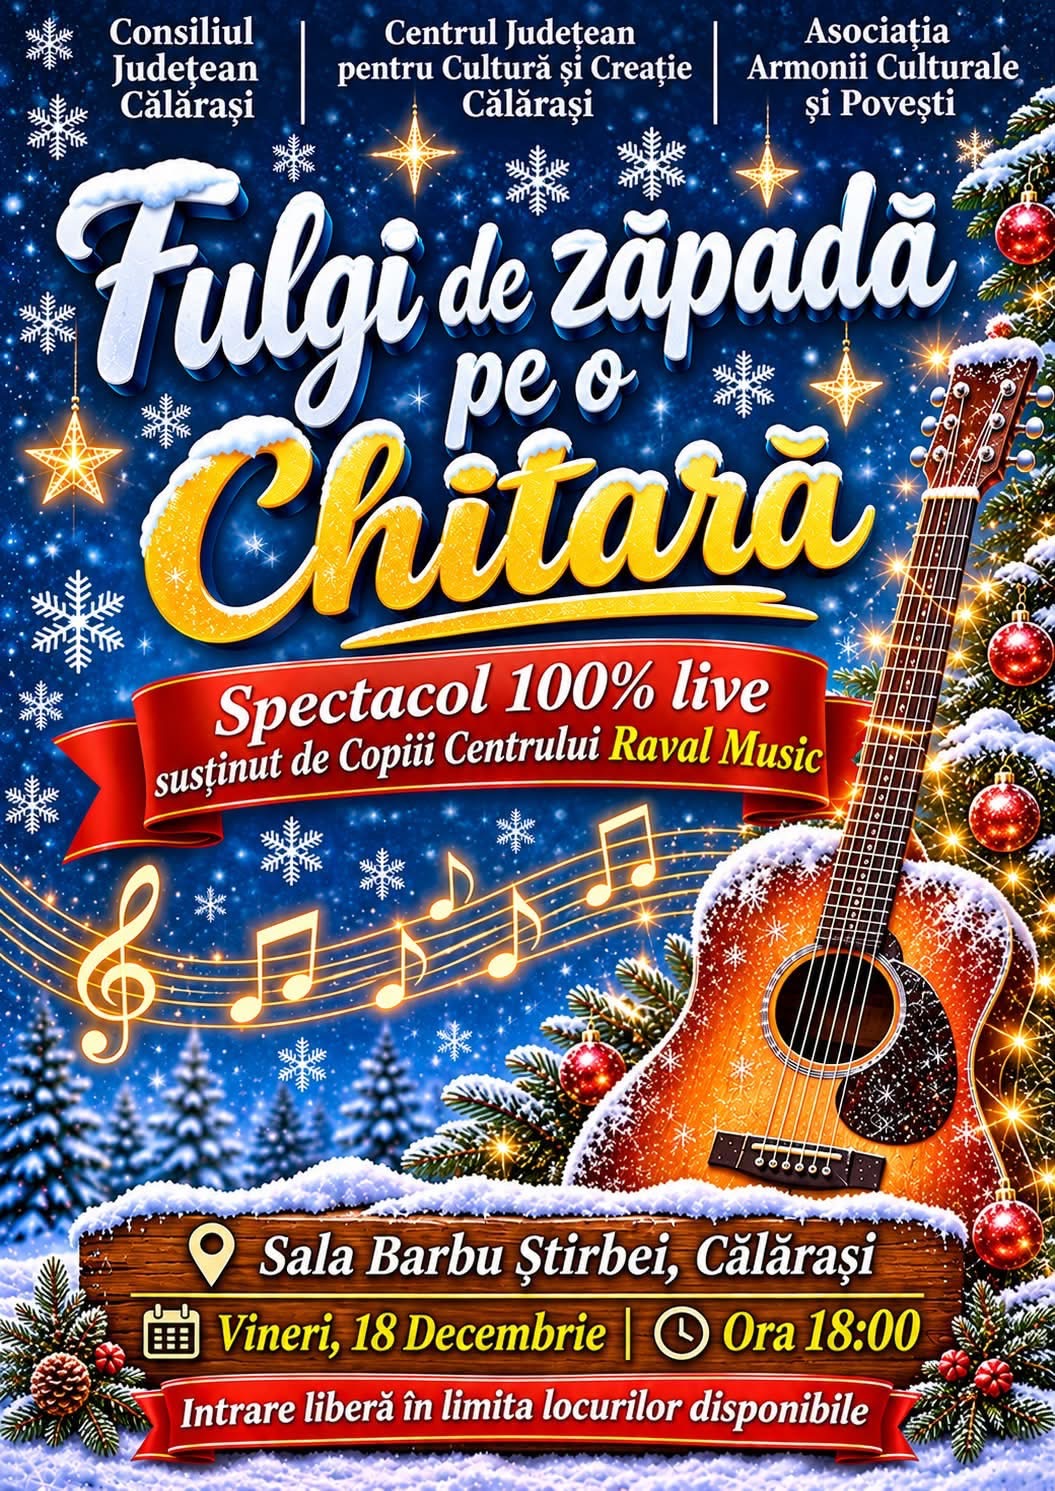 Consiliul
Județean
Călărași
Centrul Județean
pentru Cultură și Creație
Călărași
Asociația
Armonii Culturale
și Povești
Fulgi de zăpadă
pe o
Chitară
Spectacol 100% live
susținut de Copiii Centrului Raval Music
Sala Barbu Știrbei, Călărași
Vineri, 18 Decembrie | Ora 18:00
Intrare liberă în limita locurilor disponibile